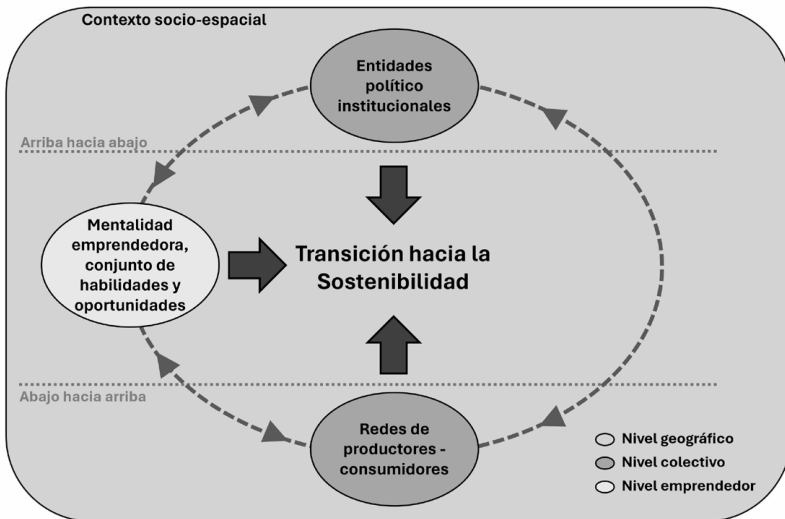 Contexto socio-espacial
Entidades
político
institucionales
Arriba hacia abajo
Mentalidad
emprendedora,
conjunto de
habilidades y
oportunidades
Transición hacia la
Sostenibilidad
Abajo hacia arriba
Redes de
productores -
consumidores
Nivel geográfico
Nivel colectivo
Nivel emprendedor